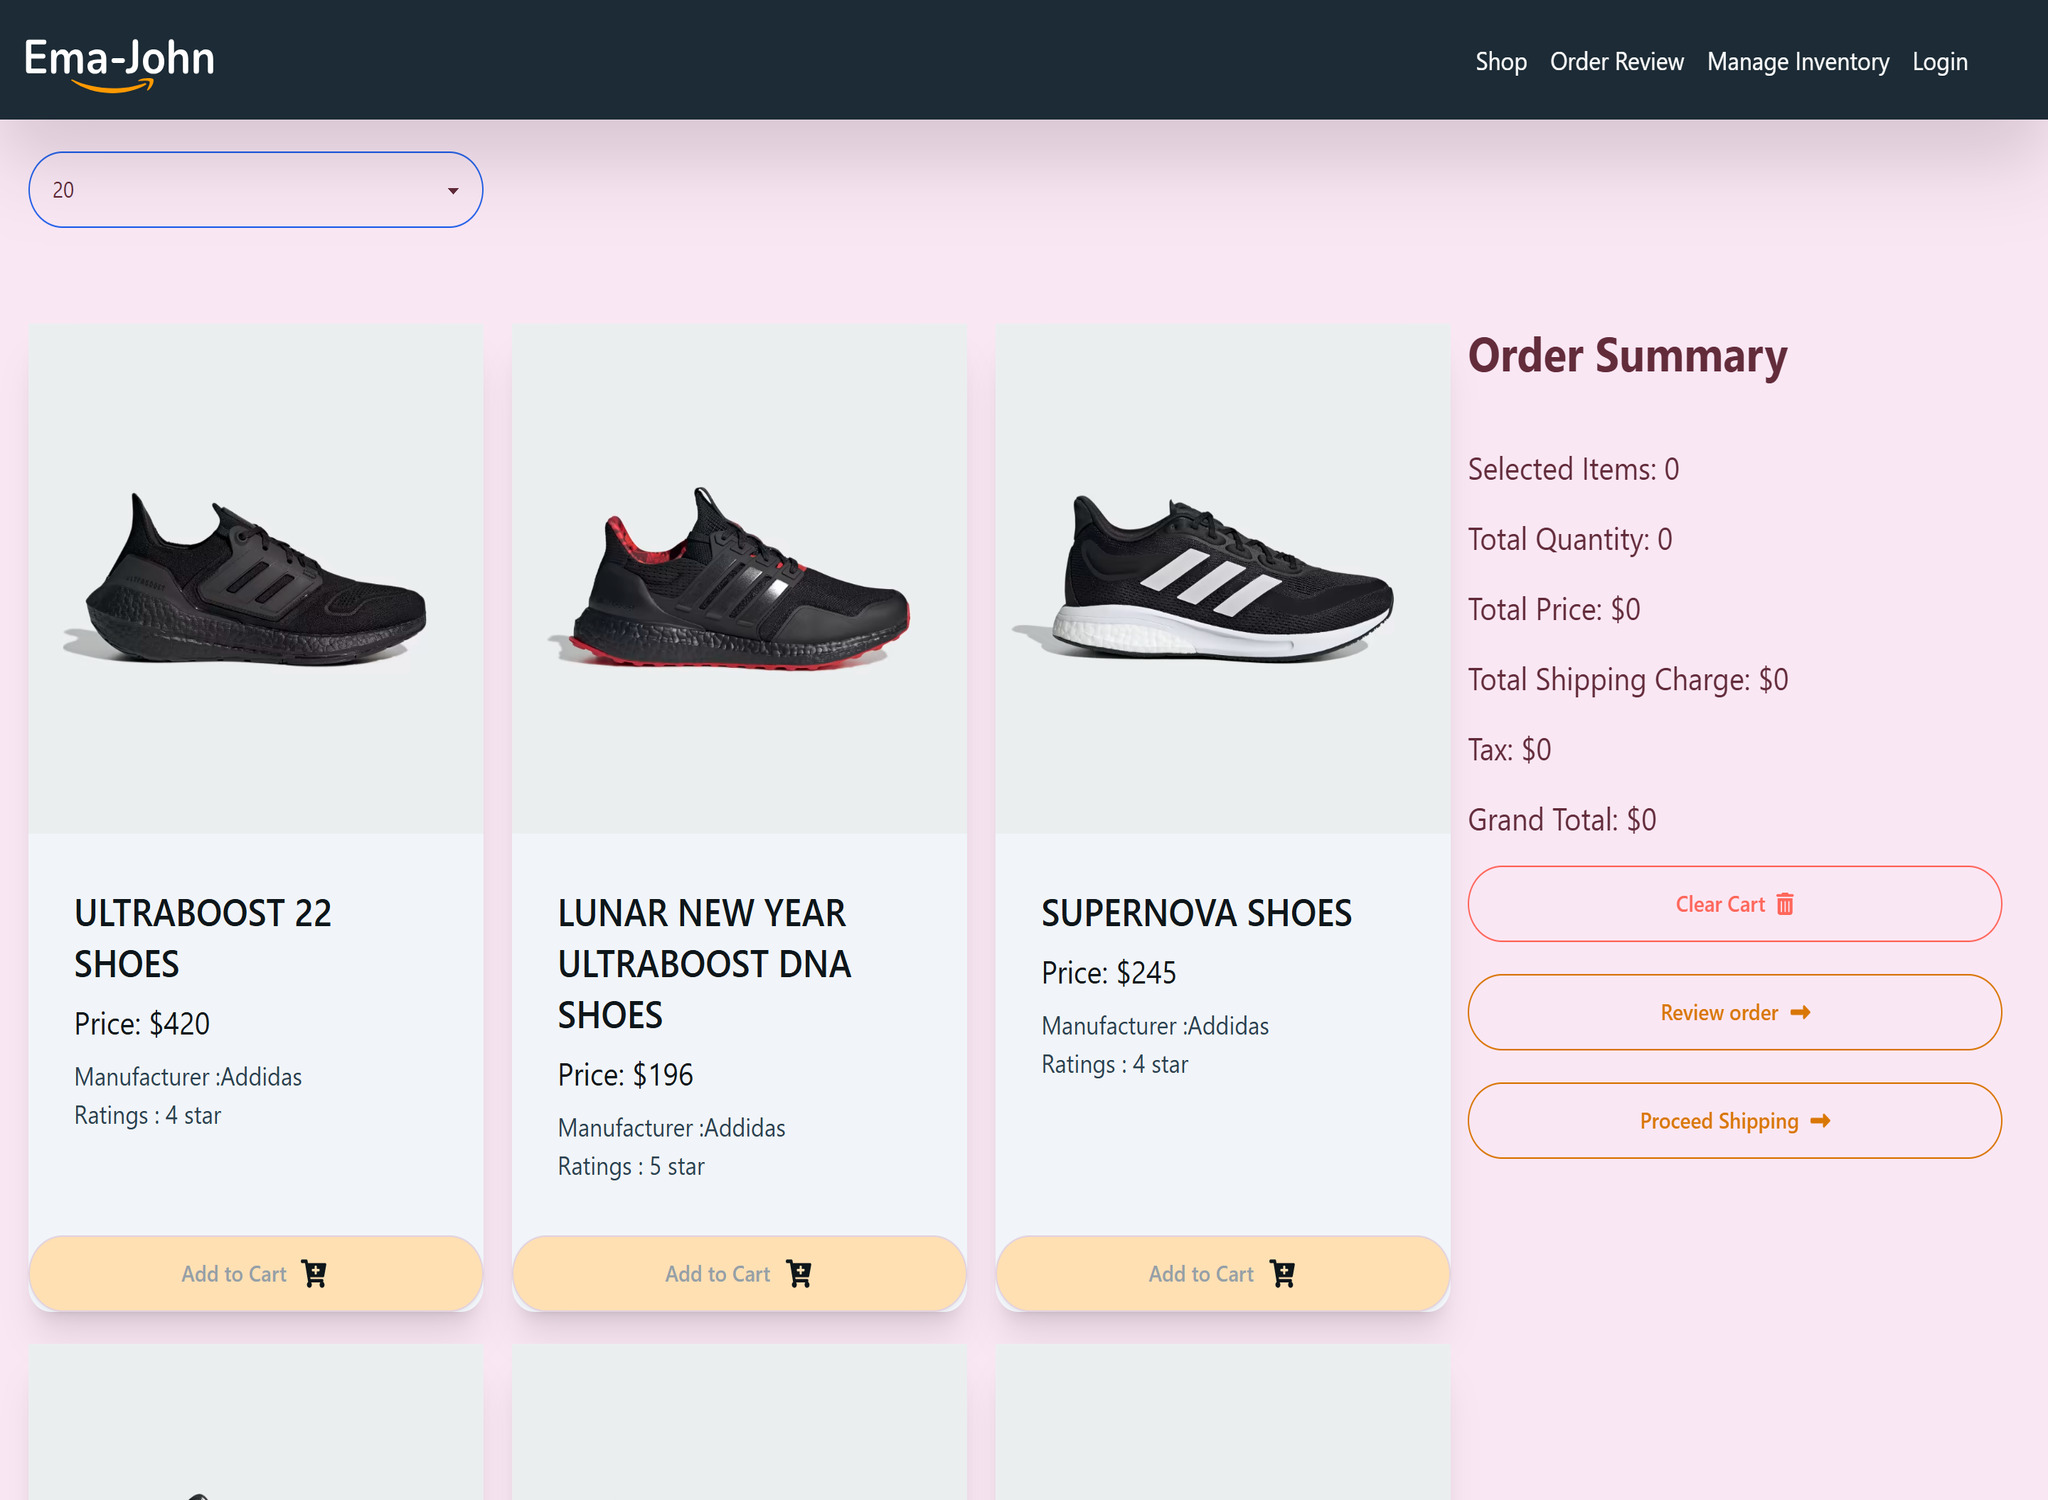 Ema-John
Shop Order Review Manage Inventory Login
20
ULTRABOOST 22
SHOES
Price: $420
Manufacturer :Addidas
Ratings : 4 star
Add to Cart
LUNAR NEW YEAR
ULTRABOOST DNA
SHOES
Price: $196
Manufacturer :Addidas
Ratings : 5 star
Add to Cart
SUPERNOVA SHOES
Price: $245
Manufacturer :Addidas
Ratings : 4 star
Add to Cart
Order Summary
Selected Items: 0
Total Quantity: 0
Total Price: $0
Total Shipping Charge: $0
Tax: $0
Grand Total: $0
Clear Cart
Review order
Proceed Shipping